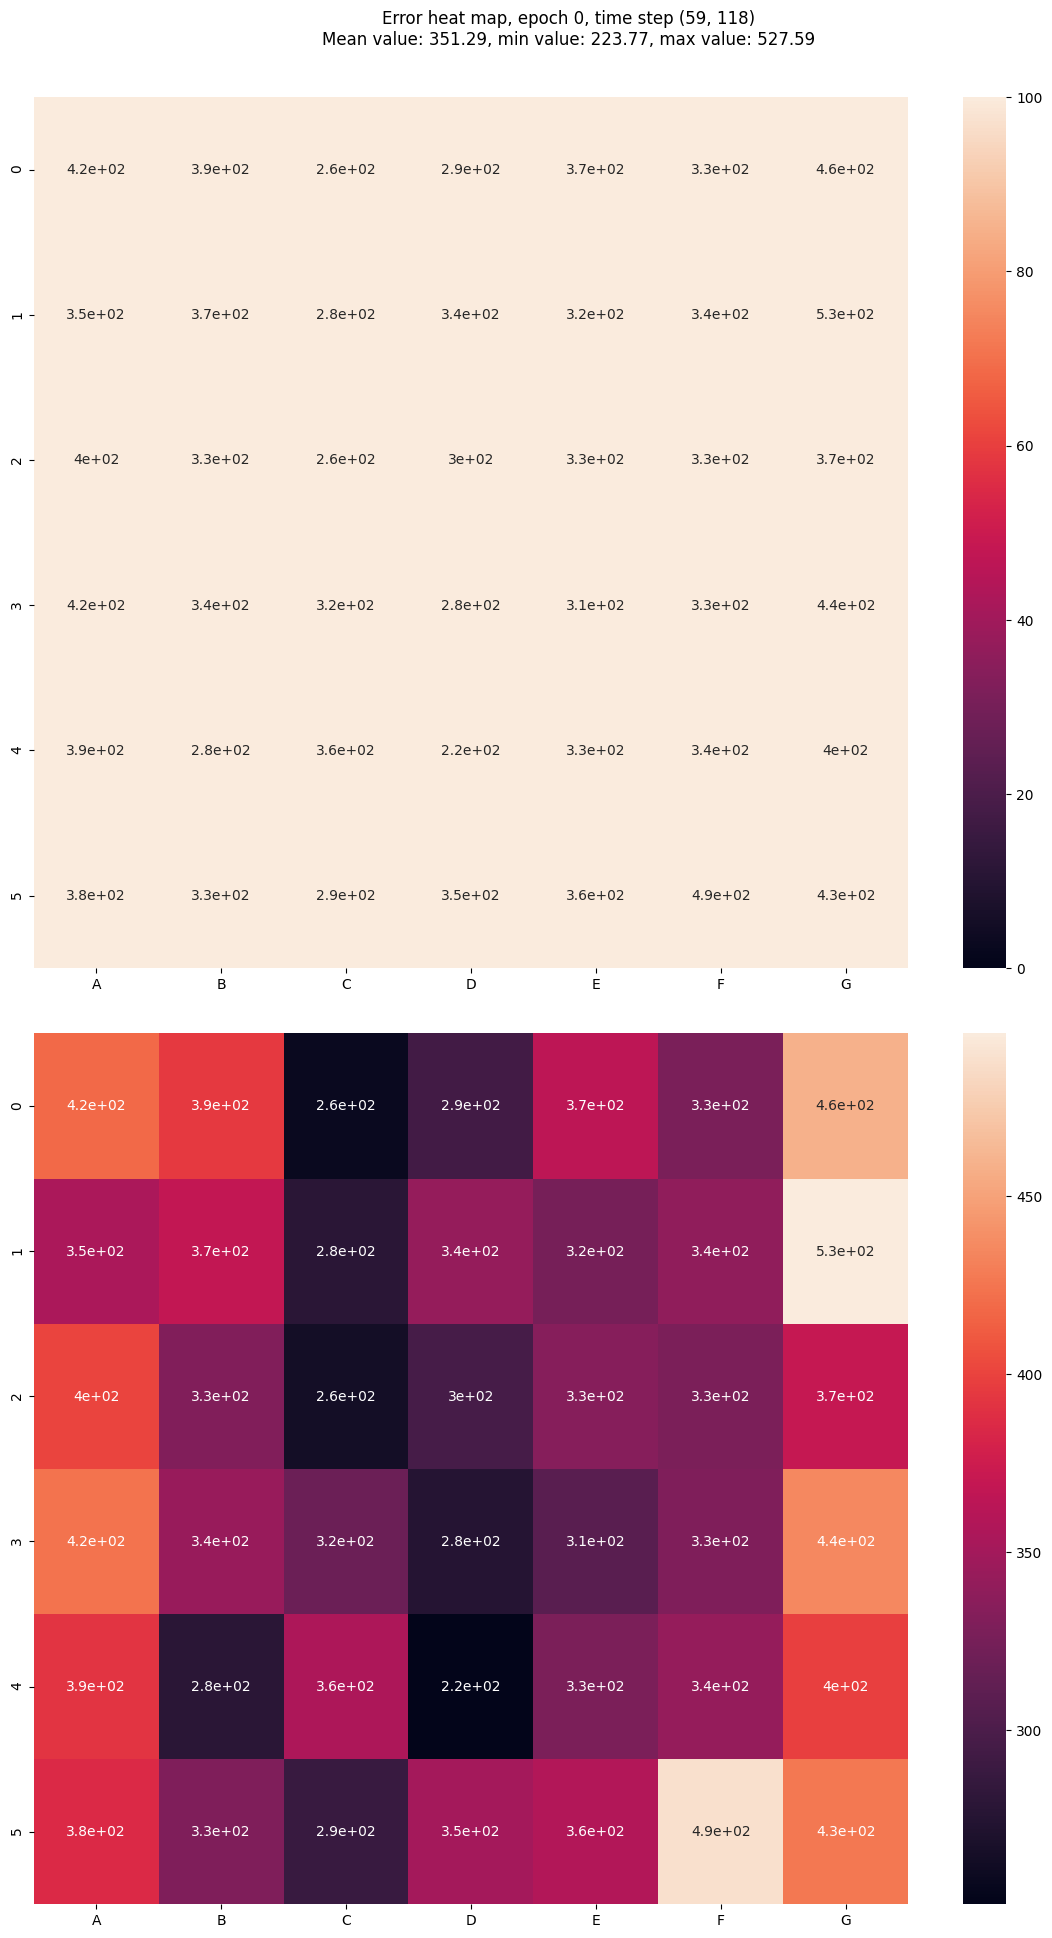 Error heat map, epoch 0, time step (59, 118)
Mean value: 351.29, min value: 223.77, max value: 527.59
100
0 4.2e+02 3.9e+02 2.6e+02 2.9e+02 3.7e+02 3.3e+02 4.6e+02
80
1 3.5e+02 3.7e+02 2.8e+02 3.4e+02 3.2e+02 3.4e+02 5.3e+02
60
2 4e+02 3.3e+02 2.6e+02 3e+02 3.3e+02 3.3e+02 3.7e+02
3 4.2e+02 3.4e+02 3.2e+02 2.8e+02 3.1e+02 3.3e+02 4.4e+02
40
4 3.9e+02 2.8e+02 3.6e+02 2.2e+02 3.3e+02 3.4e+02 4e+02
20
5 3.8e+02 3.3e+02 2.9e+02 3.5e+02 3.6e+02 4.9e+02 4.3e+02
0
A B C D E F G
0 4.2e+02 3.9e+02 2.6e+02 2.9e+02 3.7e+02 3.3e+02 4.6e+02
450
1 3.5e+02 3.7e+02 2.8e+02 3.4e+02 3.2e+02 3.4e+02 5.3e+02
400
2 4e+02 3.3e+02 2.6e+02 3e+02 3.3e+02 3.3e+02 3.7e+02
3 4.2e+02 3.4e+02 3.2e+02 2.8e+02 3.1e+02 3.3e+02 4.4e+02
350
4 3.9e+02 2.8e+02 3.6e+02 2.2e+02 3.3e+02 3.4e+02 4e+02
300
5 3.8e+02 3.3e+02 2.9e+02 3.5e+02 3.6e+02 4.9e+02 4.3e+02
A B C D E F G